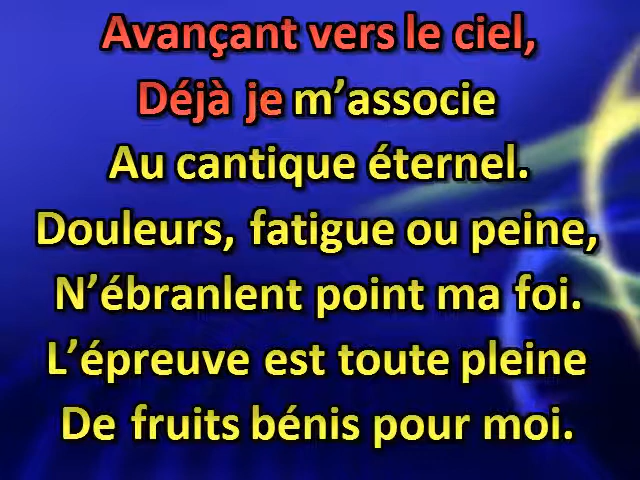 Avançant vers le ciel,
Déjà je m’associe
Au cantique éternel.
Douleurs, fatigue ou peine,
N’ébranlent point ma foi.
L’épreuve est toute pleine
De fruits bénis pour moi.